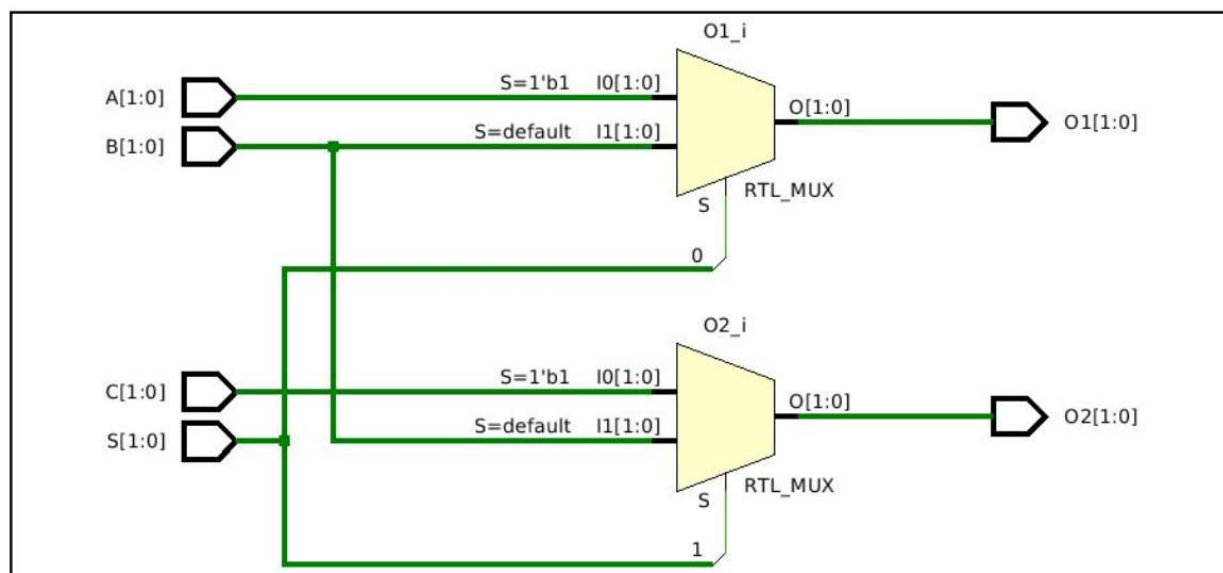 O1_i
A[1:0]
S=1'b1 I0[1:0]
O[1:0]
O1[1:0]
B[1:0]
S=default I1[1:0]
RTL_MUX
S
0
O2_i
C[1:0]
S=1'b1 I0[1:0]
O[1:0]
O2[1:0]
S[1:0]
S=default I1[1:0]
RTL_MUX
S
1